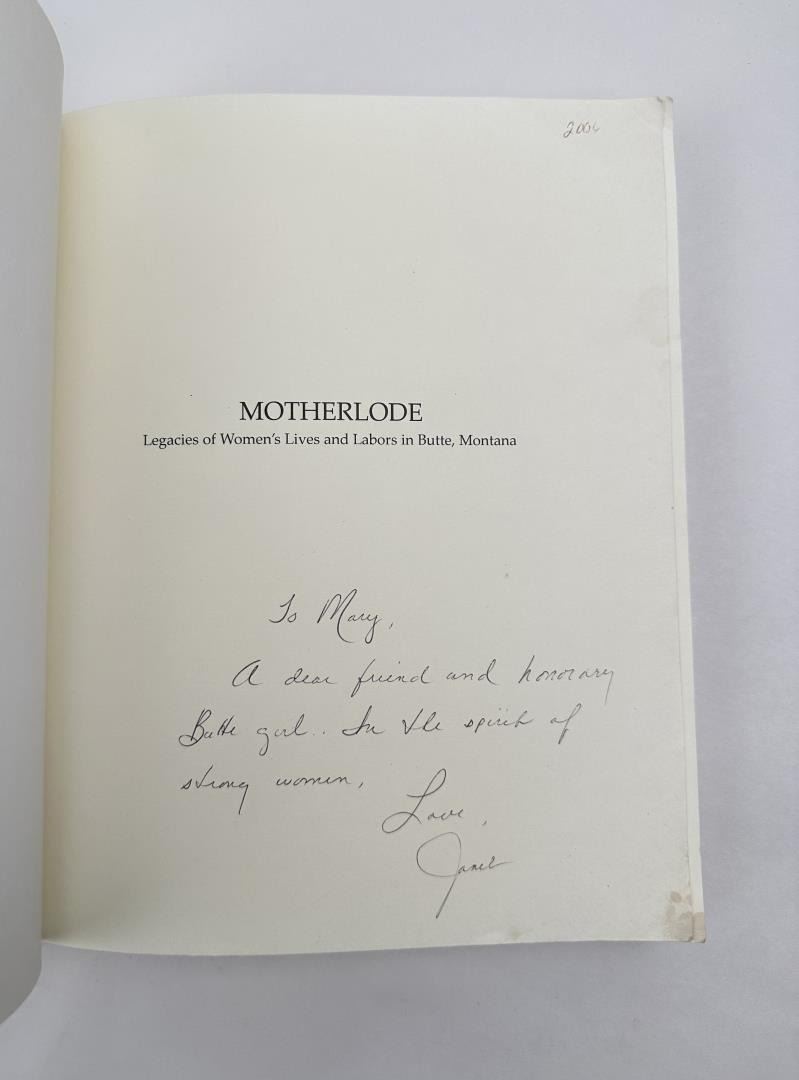 2006
MOTHERLODE
Legacies of Women's Lives and Labors in Butte, Montana
To Mary,
A dear friend and honorary
Butte girl.. In the spirit of
strong women,
Love,
Janet